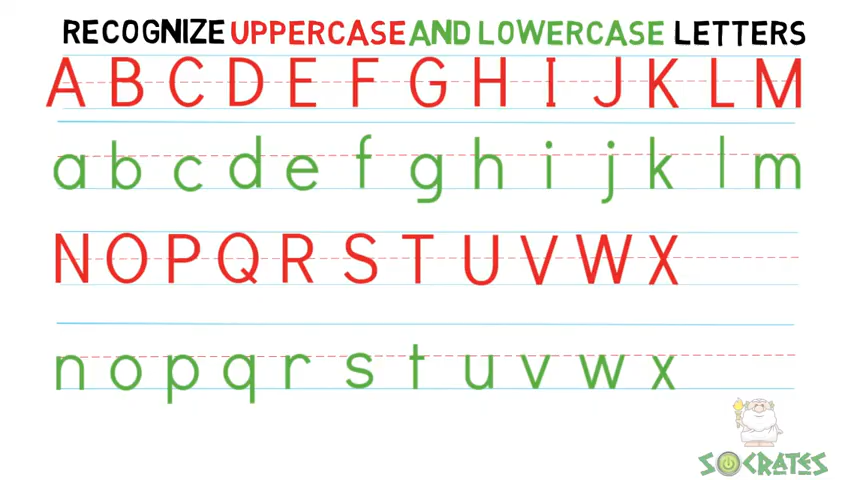 RECOGNIZE UPPERCASE AND LOWERCASE LETTERS
A B C D E F G H I J K L M
a b c d e f g h i j k l m
N O P Q R S T U V W X
n o p q r s t u v w x
SOCRATES